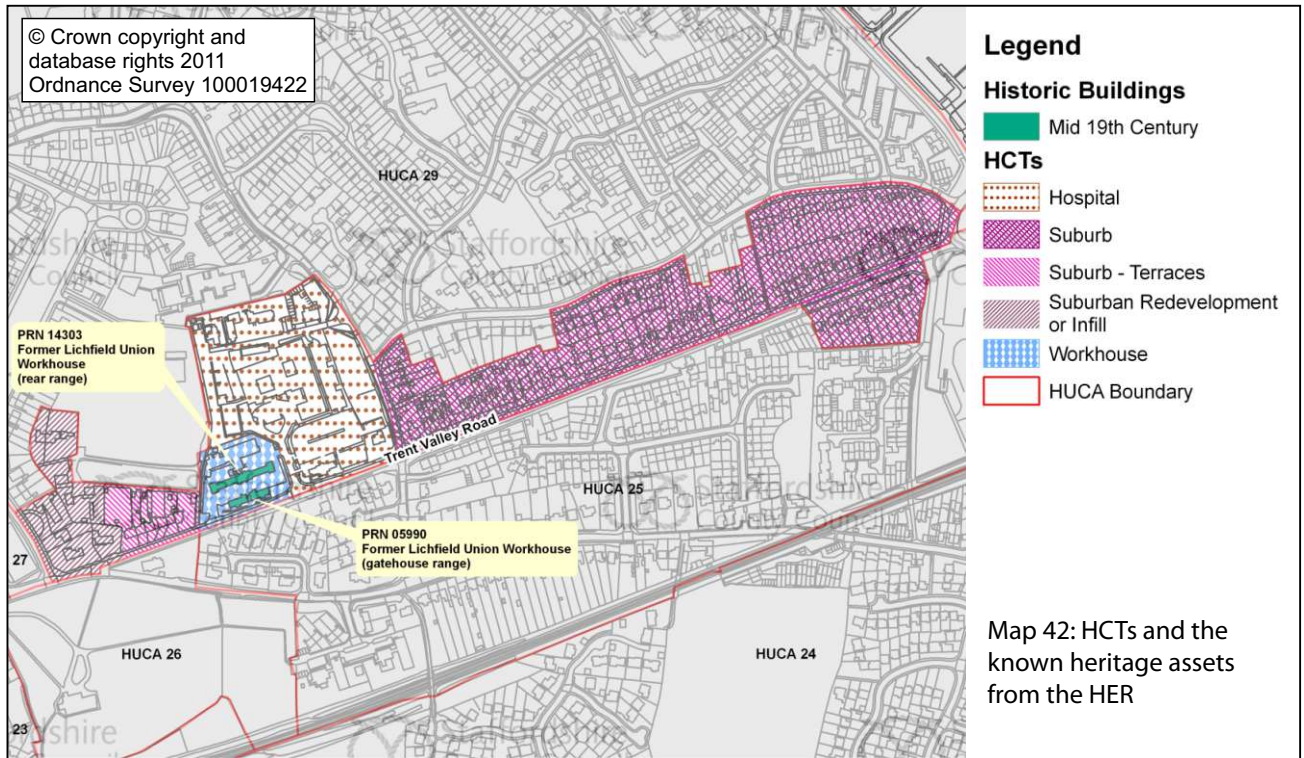 © Crown copyright and
database rights 2011
Ordnance Survey 100019422
HUCA 29
Staffordshire
County Council
PRN 14303
Former Lichfield Union
Workhouse
(rear range)
Trent Valley Road
HUCA 25
PRN 05990
Former Lichfield Union Workhouse
(gatehouse range)
27
HUCA 26
HUCA 24
23
Legend
Historic Buildings
Mid 19th Century
HCTs
Hospital
Suburb
Suburb - Terraces
Suburban Redevelopment
or Infill
Workhouse
HUCA Boundary
Map 42: HCTs and the
known heritage assets
from the HER